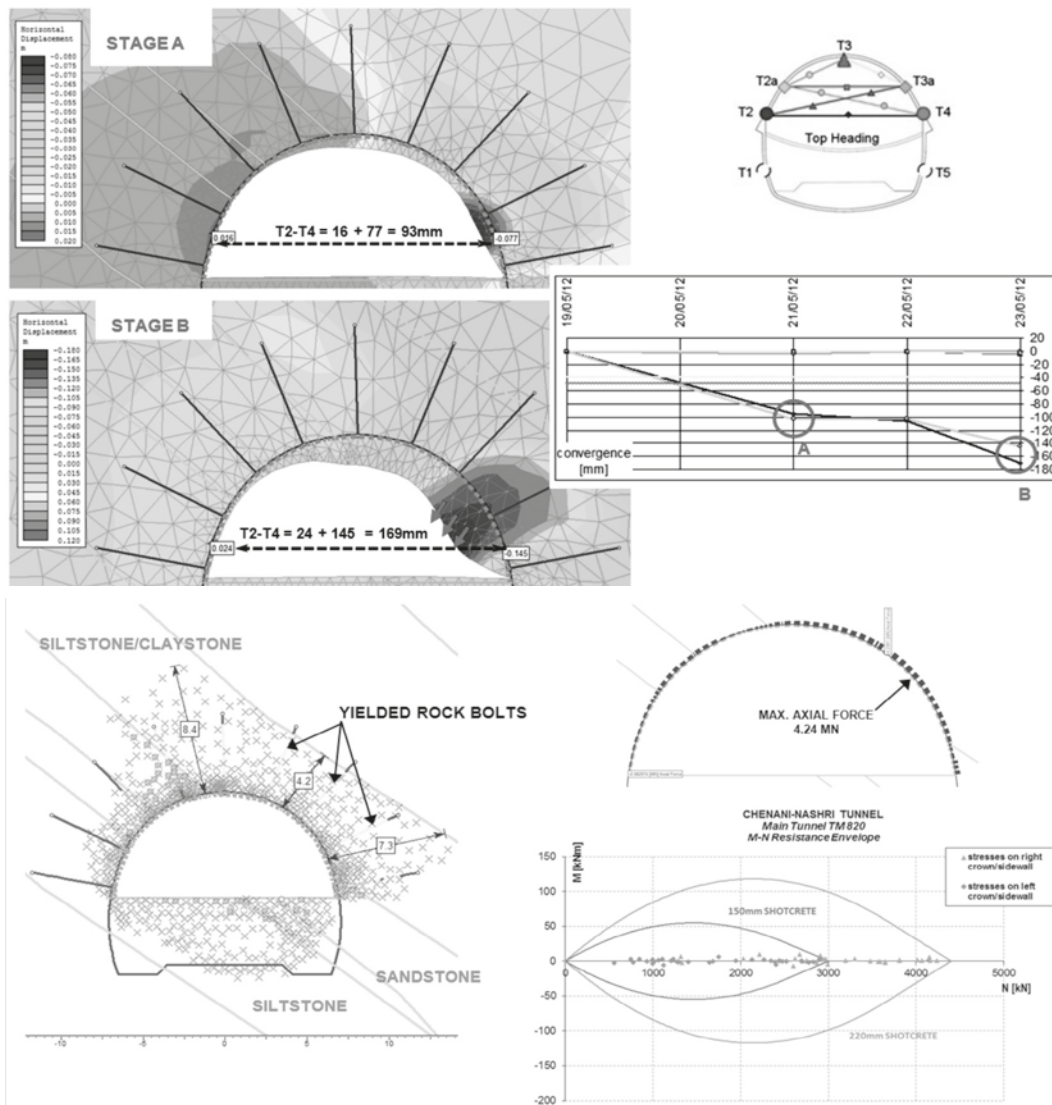 Horizontal
Displacement
m
-0.080
-0.075
-0.070
-0.065
-0.060
-0.055
-0.050
-0.045
-0.040
-0.035
-0.030
-0.025
-0.020
-0.015
-0.010
-0.005
0.000
0.005
0.010
0.015
0.020
STAGE A
T2-T4 = 16 + 77 = 93mm
0.016
-0.077
T3
T2a
T3a
T2
T4
Top Heading
T1
T5
Horizontal
Displacement
m
-0.180
-0.165
-0.150
-0.135
-0.120
-0.105
-0.090
-0.075
-0.060
-0.045
-0.030
-0.015
0.000
0.015
0.030
0.045
0.060
0.075
0.090
0.105
0.120
STAGE B
T2-T4 = 24 + 145 = 169mm
0.024
-0.145
19/05/12
20/05/12
21/05/12
22/05/12
23/05/12
20
0
-20
-40
-60
-80
-100
-120
-140
-160
-180
convergence
[mm]
A
B
SILTSTONE/CLAYSTONE
YIELDED ROCK BOLTS
8.4
4.2
7.3
SANDSTONE
SILTSTONE
-10
-5
0
5
10
MAX. AXIAL FORCE
4.24 MN
CHENANI-NASHRI TUNNEL
Main Tunnel TM 820
M-N Resistance Envelope
M [kNm]
150
100
50
0
-50
-100
-150
-200
0
1000
2000
3000
4000
5000
N [kN]
150mm SHOTCRETE
220mm SHOTCRETE
stresses on right
crown/sidewall
stresses on left
crown/sidewall